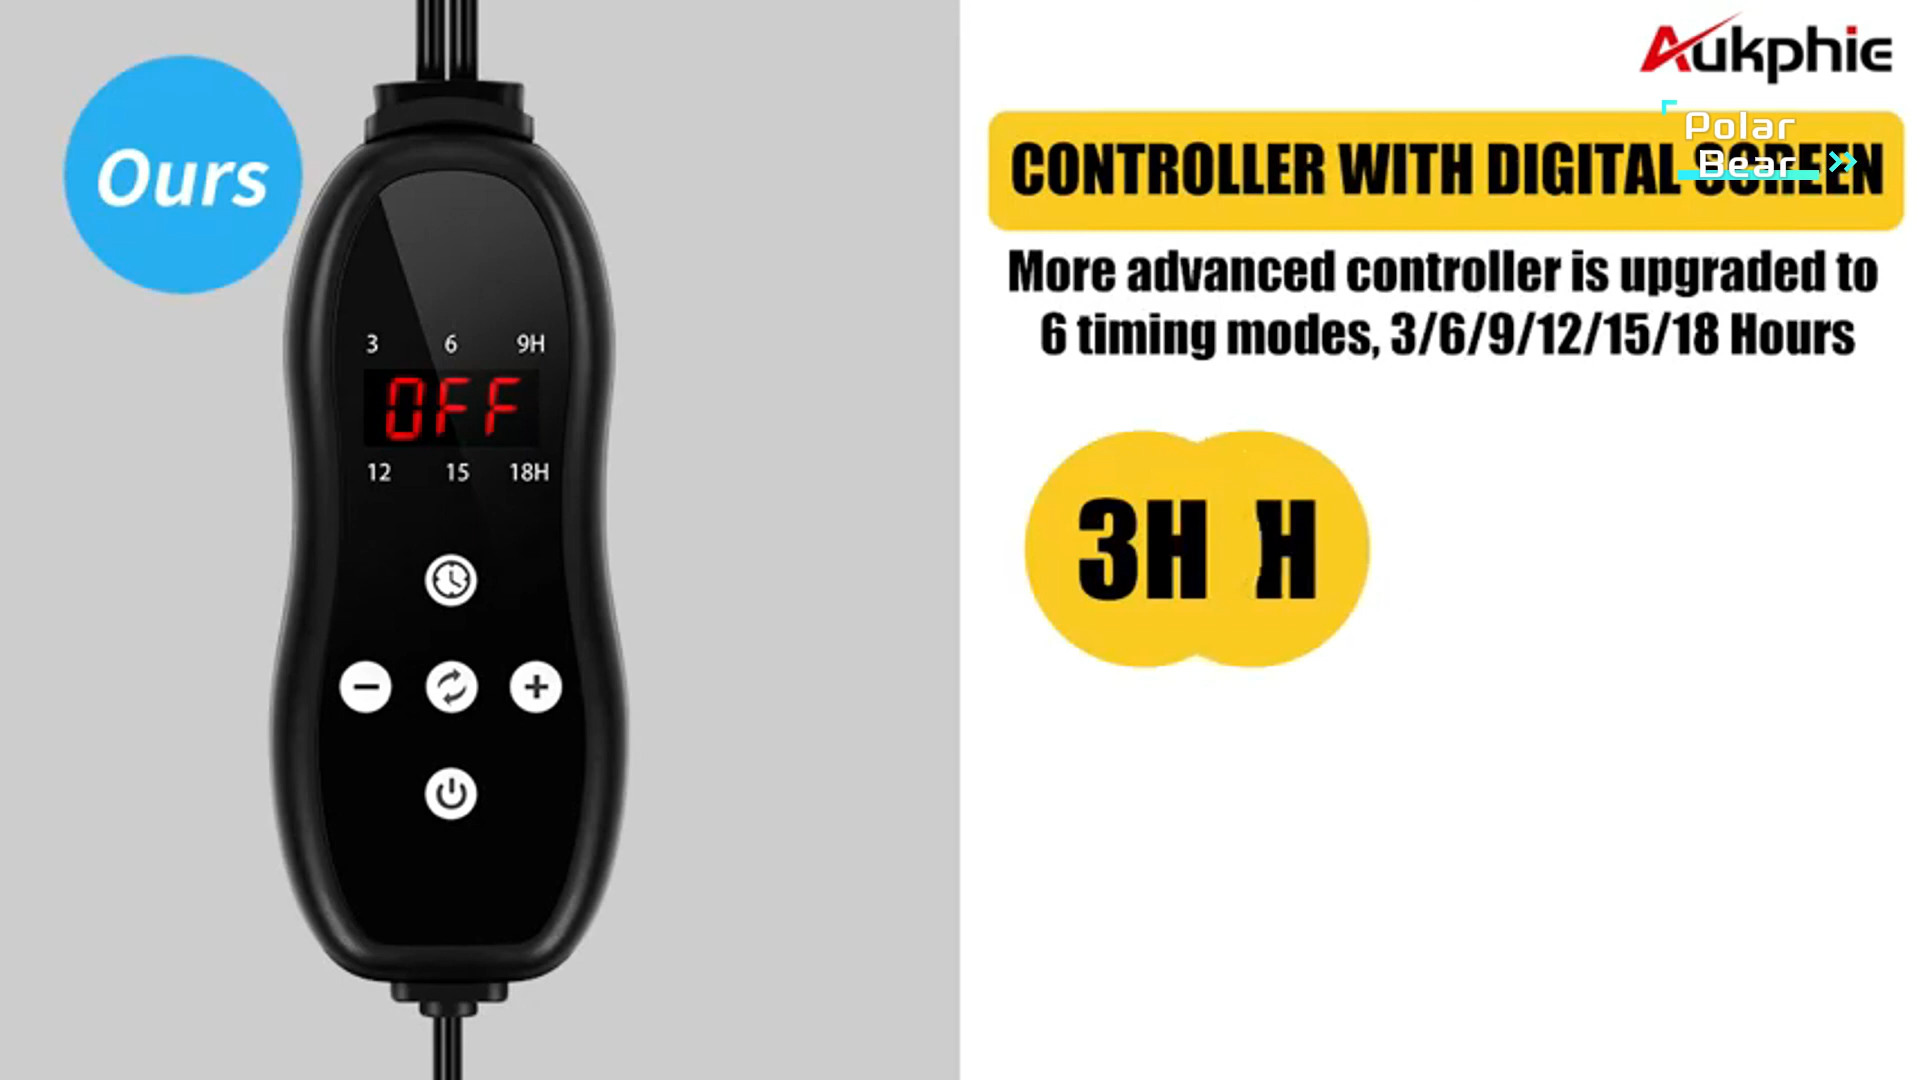 Ours
3 6 9H
OFF
12 15 18H
Aukphie
Polar
Bear
CONTROLLER WITH DIGITAL SCREEN
More advanced controller is upgraded to
6 timing modes, 3/6/9/12/15/18 Hours
3H H